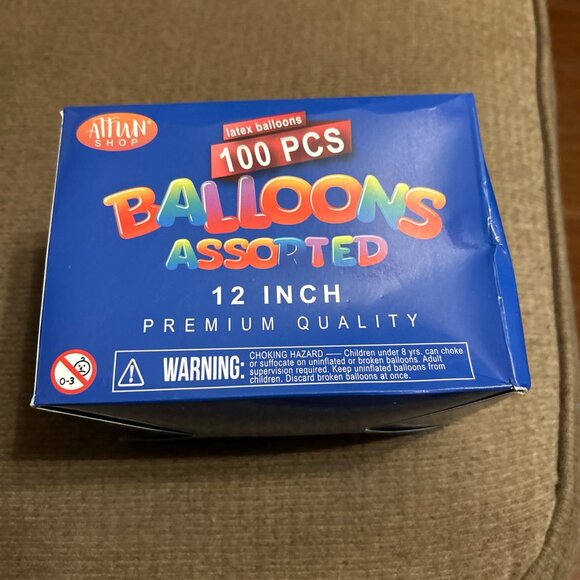 ATFUN®
SHOP
latex balloons
100 PCS
BALLOONS
ASSORTED
12 INCH
PREMIUM QUALITY
0-3
WARNING:
CHOKING HAZARD — Children under 8 yrs. can choke
or suffocate on uninflated or broken balloons. Adult
supervision required. Keep uninflated balloons from
children. Discard broken balloons at once.